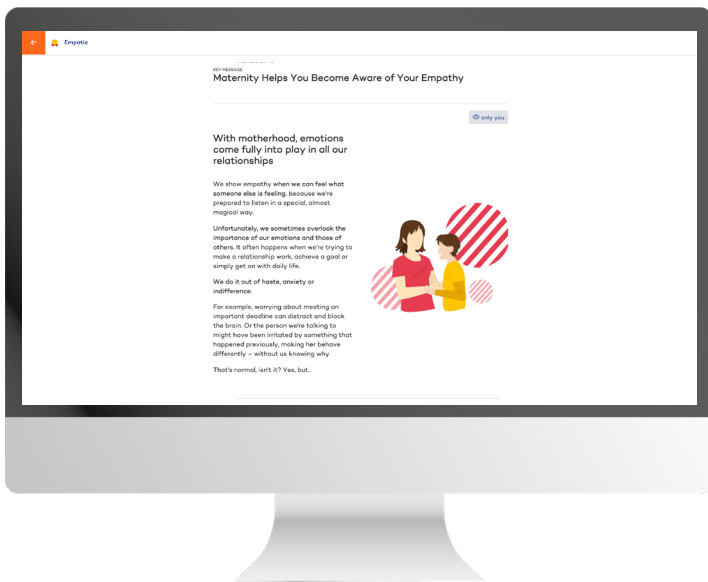 Empatia
KEY MESSAGE
Maternity Helps You Become Aware of Your Empathy
only you
With motherhood, emotions
come fully into play in all our
relationships
We show empathy when we can feel what
someone else is feeling, because we're
prepared to listen in a special, almost
magical way.
Unfortunately, we sometimes overlook the
importance of our emotions and those of
others. It often happens when we're trying to
make a relationship work, achieve a goal or
simply get on with daily life.
We do it out of haste, anxiety or
indifference.
For example, worrying about meeting an
important deadline can distract and block
the brain. Or the person we're talking to
might have been irritated by something that
happened previously, making her behave
differently – without us knowing why.
That's normal, isn't it? Yes, but...